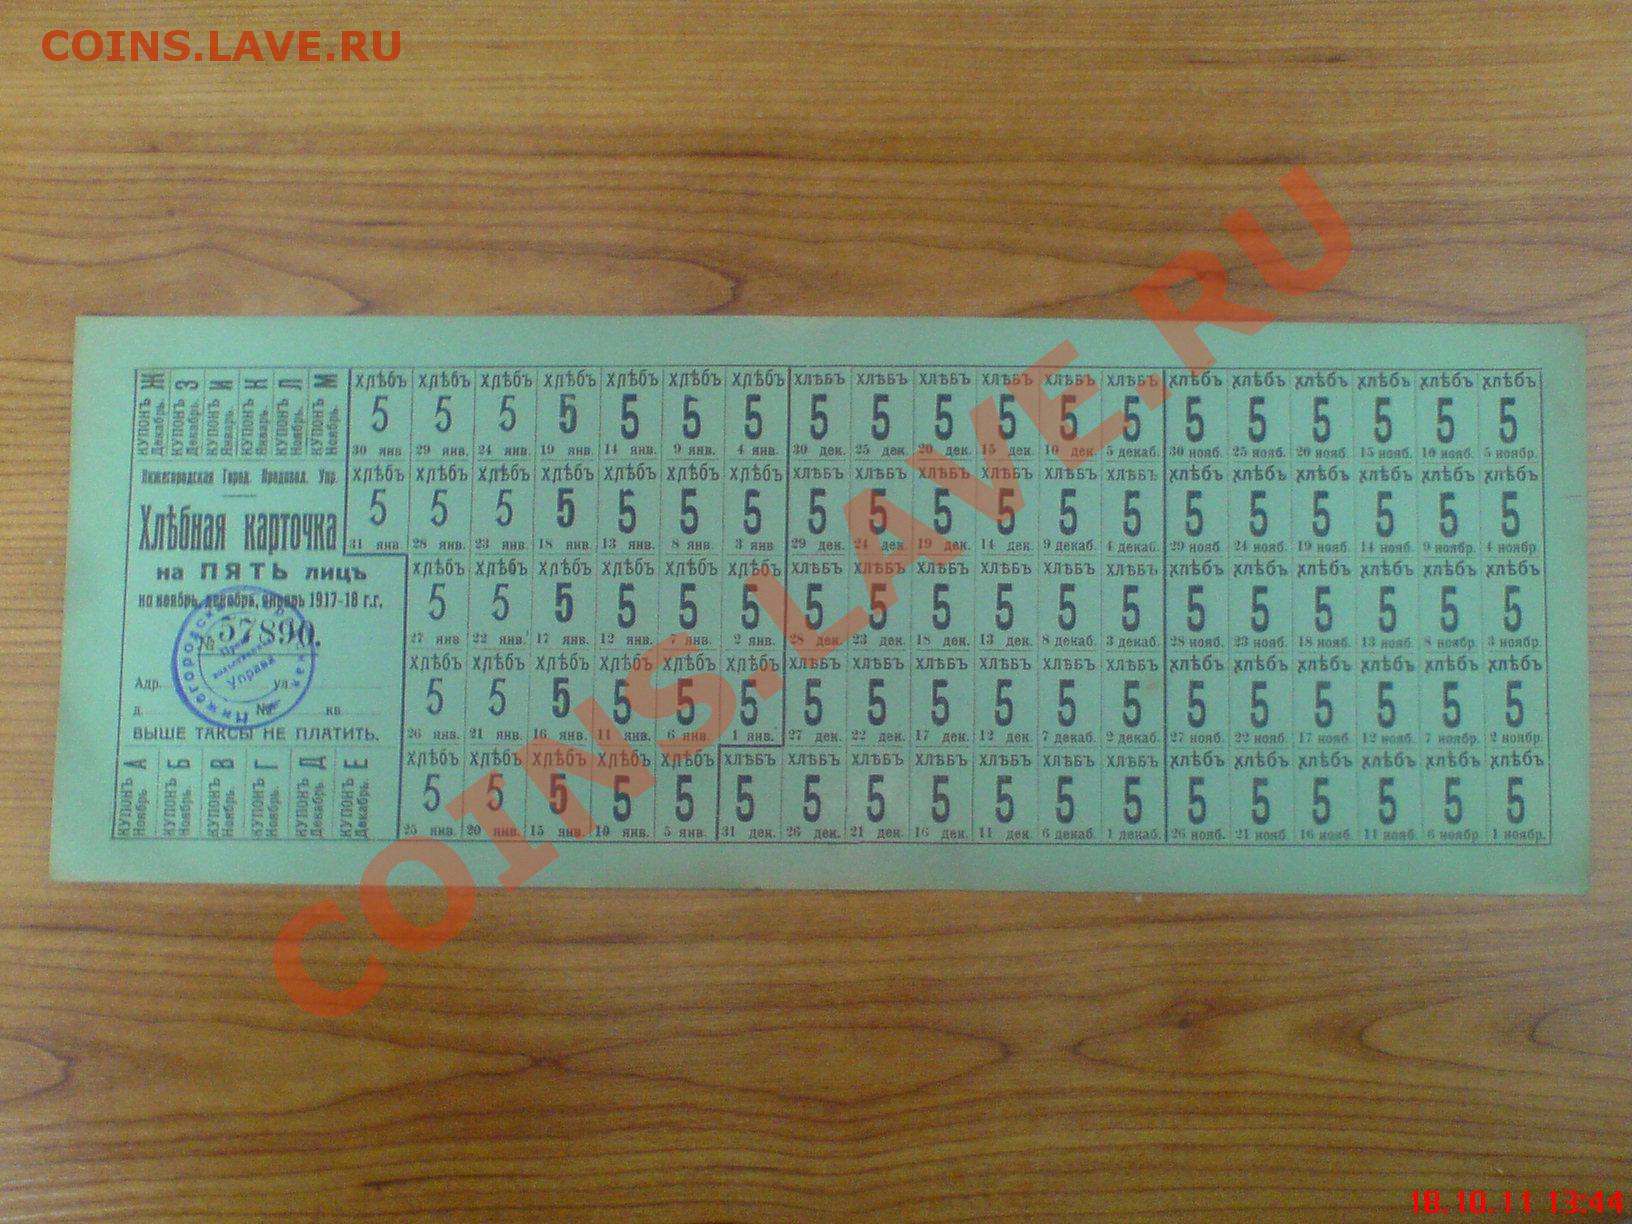 COINS.LAVE.RU
КУПОНЪ Ж Декабрь.
КУПОНЪ З Декабрь.
КУПОНЪ И Январь.
КУПОНЪ К Январь.
КУПОНЪ Л Ноябрь.
КУПОНЪ М Ноябрь.
Нижегородская Город. Продовол. Упр.
Хлѣбная карточка
на ПЯТЬ лицъ
на ноябрь, декабрь, январь 1917-18 г.г.
№ 57890.
Управа
Адр. ул.
д. № кв
ВЫШЕ ТАКСЫ НЕ ПЛАТИТЬ.
КУПОНЪ А Ноябрь
КУПОНЪ Б Ноябрь.
КУПОНЪ В Ноябрь.
КУПОНЪ Г Ноябрь.
КУПОНЪ Д Декабрь.
КУПОНЪ Е Декабрь.
хлѣбъ хлѣбъ хлѣбъ хлѣбъ хлѣбъ хлѣбъ хлѣбъ хлѣбъ хлѣбъ хлѣбъ хлѣбъ хлѣбъ хлѣбъ хлѣбъ хлѣбъ хлѣбъ хлѣбъ хлѣбъ хлѣбъ
5 5 5 5 5 5 5 5 5 5 5 5 5 5 5 5 5 5 5
30 янв 29 янв. 24 янв. 19 янв. 14 янв. 9 янв. 4 янв. 30 дек. 25 дек. 20 дек. 15 дек. 10 дек. 5 декаб. 30 нояб. 25 нояб. 20 нояб. 15 нояб. 10 нояб. 5 ноябр.
хлѣбъ хлѣбъ хлѣбъ хлѣбъ хлѣбъ хлѣбъ хлѣбъ хлѣбъ хлѣбъ хлѣбъ хлѣбъ хлѣбъ хлѣбъ хлѣбъ хлѣбъ хлѣбъ хлѣбъ хлѣбъ хлѣбъ
5 5 5 5 5 5 5 5 5 5 5 5 5 5 5 5 5 5 5
31 янв. 28 янв. 23 янв. 18 янв. 13 янв. 8 янв. 3 янв 29 дек. 24 дек. 19 дек. 14 дек. 9 декаб. 4 декаб. 29 нояб. 24 нояб. 19 нояб. 14 нояб. 9 ноябр. 4 ноябр
хлѣбъ хлѣбъ хлѣбъ хлѣбъ хлѣбъ хлѣбъ хлѣбъ хлѣбъ хлѣбъ хлѣбъ хлѣбъ хлѣбъ хлѣбъ хлѣбъ хлѣбъ хлѣбъ хлѣбъ хлѣбъ
5 5 5 5 5 5 5 5 5 5 5 5 5 5 5 5 5 5
27 янв 22 янв. 17 янв. 12 янв. 7 янв. 2 янв. 28 дек. 23 дек. 18 дек. 13 дек. 8 декаб. 3 декаб. 28 нояб. 23 нояб. 18 нояб. 13 нояб. 8 ноябр. 3 ноябр.
хлѣбъ хлѣбъ хлѣбъ хлѣбъ хлѣбъ хлѣбъ хлѣбъ хлѣбъ хлѣбъ хлѣбъ хлѣбъ хлѣбъ хлѣбъ хлѣбъ хлѣбъ хлѣбъ хлѣбъ хлѣбъ
5 5 5 5 5 5 5 5 5 5 5 5 5 5 5 5 5 5
26 янв. 21 янв. 16 янв. 11 янв. 6 янв. 1 янв. 27 дек. 22 дек. 17 дек. 12 дек. 7 декаб. 2 декаб. 27 нояб. 22 нояб. 17 нояб. 12 нояб. 7 ноябр. 2 ноябр.
хлѣбъ хлѣбъ хлѣбъ хлѣбъ хлѣбъ хлѣбъ хлѣбъ хлѣбъ хлѣбъ хлѣбъ хлѣбъ хлѣбъ хлѣбъ хлѣбъ хлѣбъ хлѣбъ хлѣбъ хлѣбъ
5 5 5 5 5 5 5 5 5 5 5 5 5 5 5 5 5 5
25 янв. 20 янв. 15 янв. 10 янв. 5 янв. 31 дек. 26 дек. 21 дек. 16 дек. 11 дек. 6 декаб. 1 декаб. 26 нояб. 21 нояб. 16 нояб. 11 нояб. 6 ноябр. 1 ноябр.
COINS.LAVE.RU
18.10.11 13:44